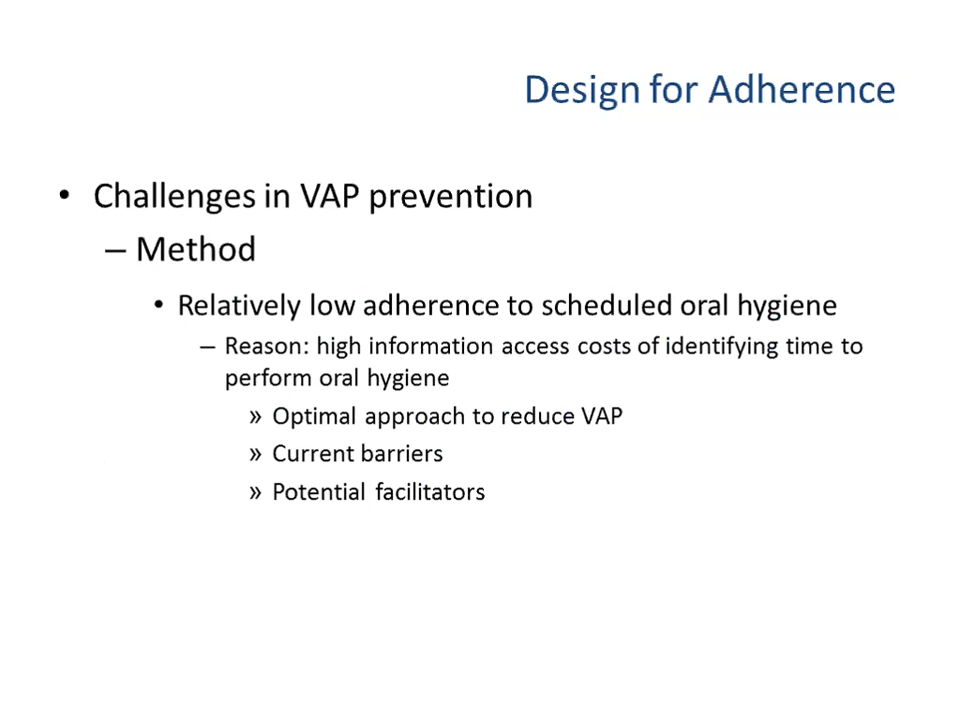 Design for Adherence
• Challenges in VAP prevention
– Method
• Relatively low adherence to scheduled oral hygiene
– Reason: high information access costs of identifying time to
perform oral hygiene
» Optimal approach to reduce VAP
» Current barriers
» Potential facilitators